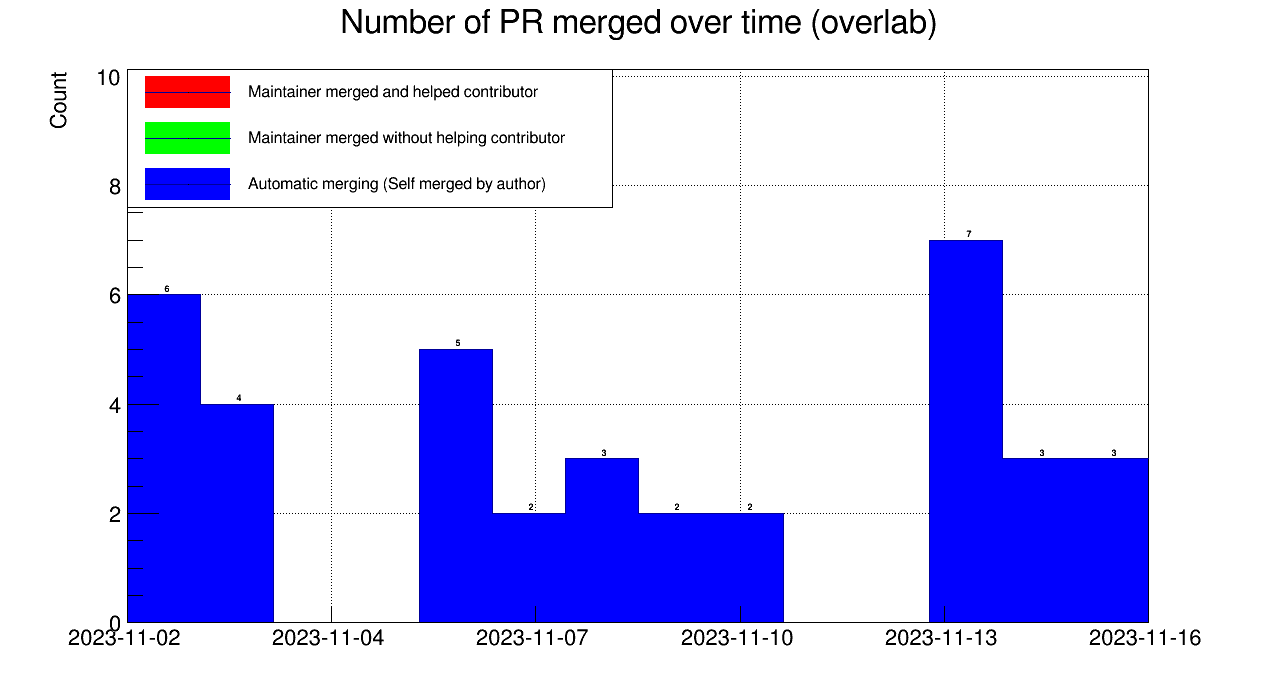 Number of PR merged over time (overlab)
Count
Maintainer merged and helped contributor
Maintainer merged without helping contributor
Automatic merging (Self merged by author)
10
8
6
4
2
0
6
4
5
2
3
2
2
7
3
3
2023-11-02 2023-11-04 2023-11-07 2023-11-10 2023-11-13 2023-11-16